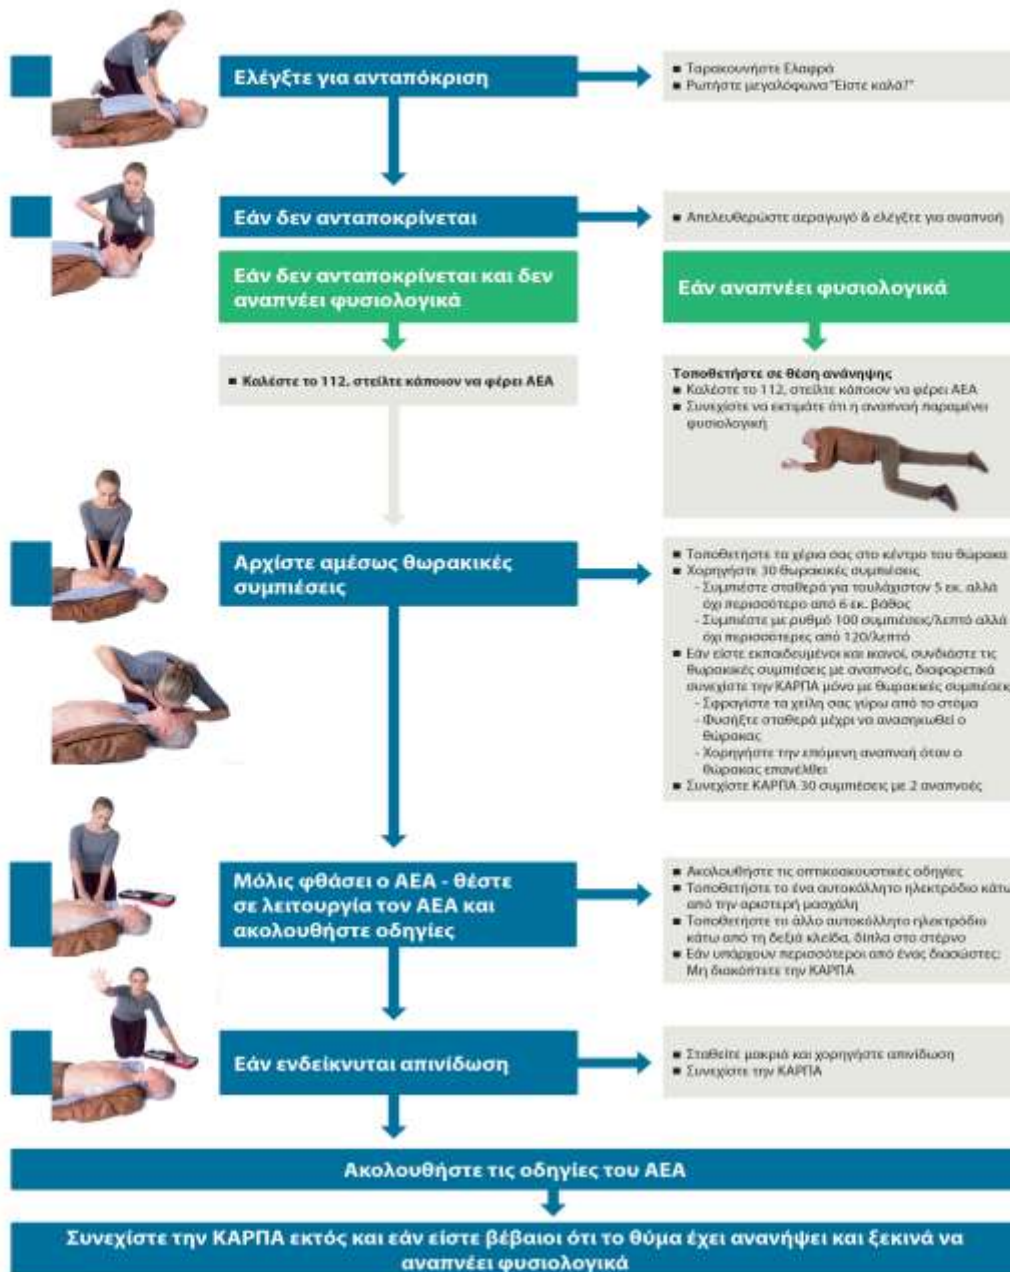 Ελέγξτε για ανταπόκριση
■ Ταρακουνήστε Ελαφρά
■ Ρωτήστε μεγαλόφωνα "Είστε καλά?"
Εάν δεν ανταποκρίνεται
■ Απελευθερώστε αεραγωγό & ελέγξτε για αναπνοή
Εάν δεν ανταποκρίνεται και δεν
αναπνέει φυσιολογικά
Εάν αναπνέει φυσιολογικά
■ Καλέστε το 112, στείλτε κάποιον να φέρει ΑΕΑ
Τοποθετήστε σε θέση ανάνηψης
■ Καλέστε το 112, στείλτε κάποιον να φέρει ΑΕΑ
■ Συνεχίστε να εκτιμάτε ότι η αναπνοή παραμένει
φυσιολογική
Αρχίστε αμέσως θωρακικές
συμπιέσεις
■ Τοποθετήστε τα χέρια σας στο κέντρο του θώρακα
■ Χορηγήστε 30 θωρακικές συμπιέσεις
- Συμπιέστε σταθερά για τουλάχιστον 5 εκ. αλλά
όχι περισσότερο από 6 εκ. βάθος
- Συμπιέστε με ρυθμό 100 συμπιέσεις/λεπτό αλλά
όχι περισσότερες από 120/λεπτό
■ Εάν είστε εκπαιδευμένοι και ικανοί, συνδιάστε τις
θωρακικές συμπιέσεις με αναπνοές, διαφορετικά
συνεχίστε την ΚΑΡΠΑ μόνο με θωρακικές συμπιέσεις
- Σφραγίστε τα χείλη σας γύρω από το στόμα
- Φυσήξτε σταθερά μέχρι να ανασηκωθεί ο
θώρακας
- Χορηγήστε την επόμενη αναπνοή όταν ο
θώρακας επανέλθει
■ Συνεχίστε ΚΑΡΠΑ 30 συμπιέσεις με 2 αναπνοές
Μόλις φθάσει ο ΑΕΑ - θέστε
σε λειτουργία τον ΑΕΑ και
ακολουθήστε οδηγίες
■ Ακολουθήστε τις οπτικοακουστικές οδηγίες
■ Τοποθετήστε το ένα αυτοκόλλητο ηλεκτρόδιο κάτω
από την αριστερή μασχάλη
■ Τοποθετήστε το άλλο αυτοκόλλητο ηλεκτρόδιο
κάτω από τη δεξιά κλείδα, δίπλα στο στέρνο
■ Εάν υπάρχουν περισσότεροι από ένας διασώστες:
Μη διακόπτετε την ΚΑΡΠΑ
Εάν ενδείκνυται απινίδωση
■ Σταθείτε μακριά και χορηγήστε απινίδωση
■ Συνεχίστε την ΚΑΡΠΑ
Ακολουθήστε τις οδηγίες του ΑΕΑ
Συνεχίστε την ΚΑΡΠΑ εκτός και εάν είστε βέβαιοι ότι το θύμα έχει ανανήψει και ξεκινά να
αναπνέει φυσιολογικά